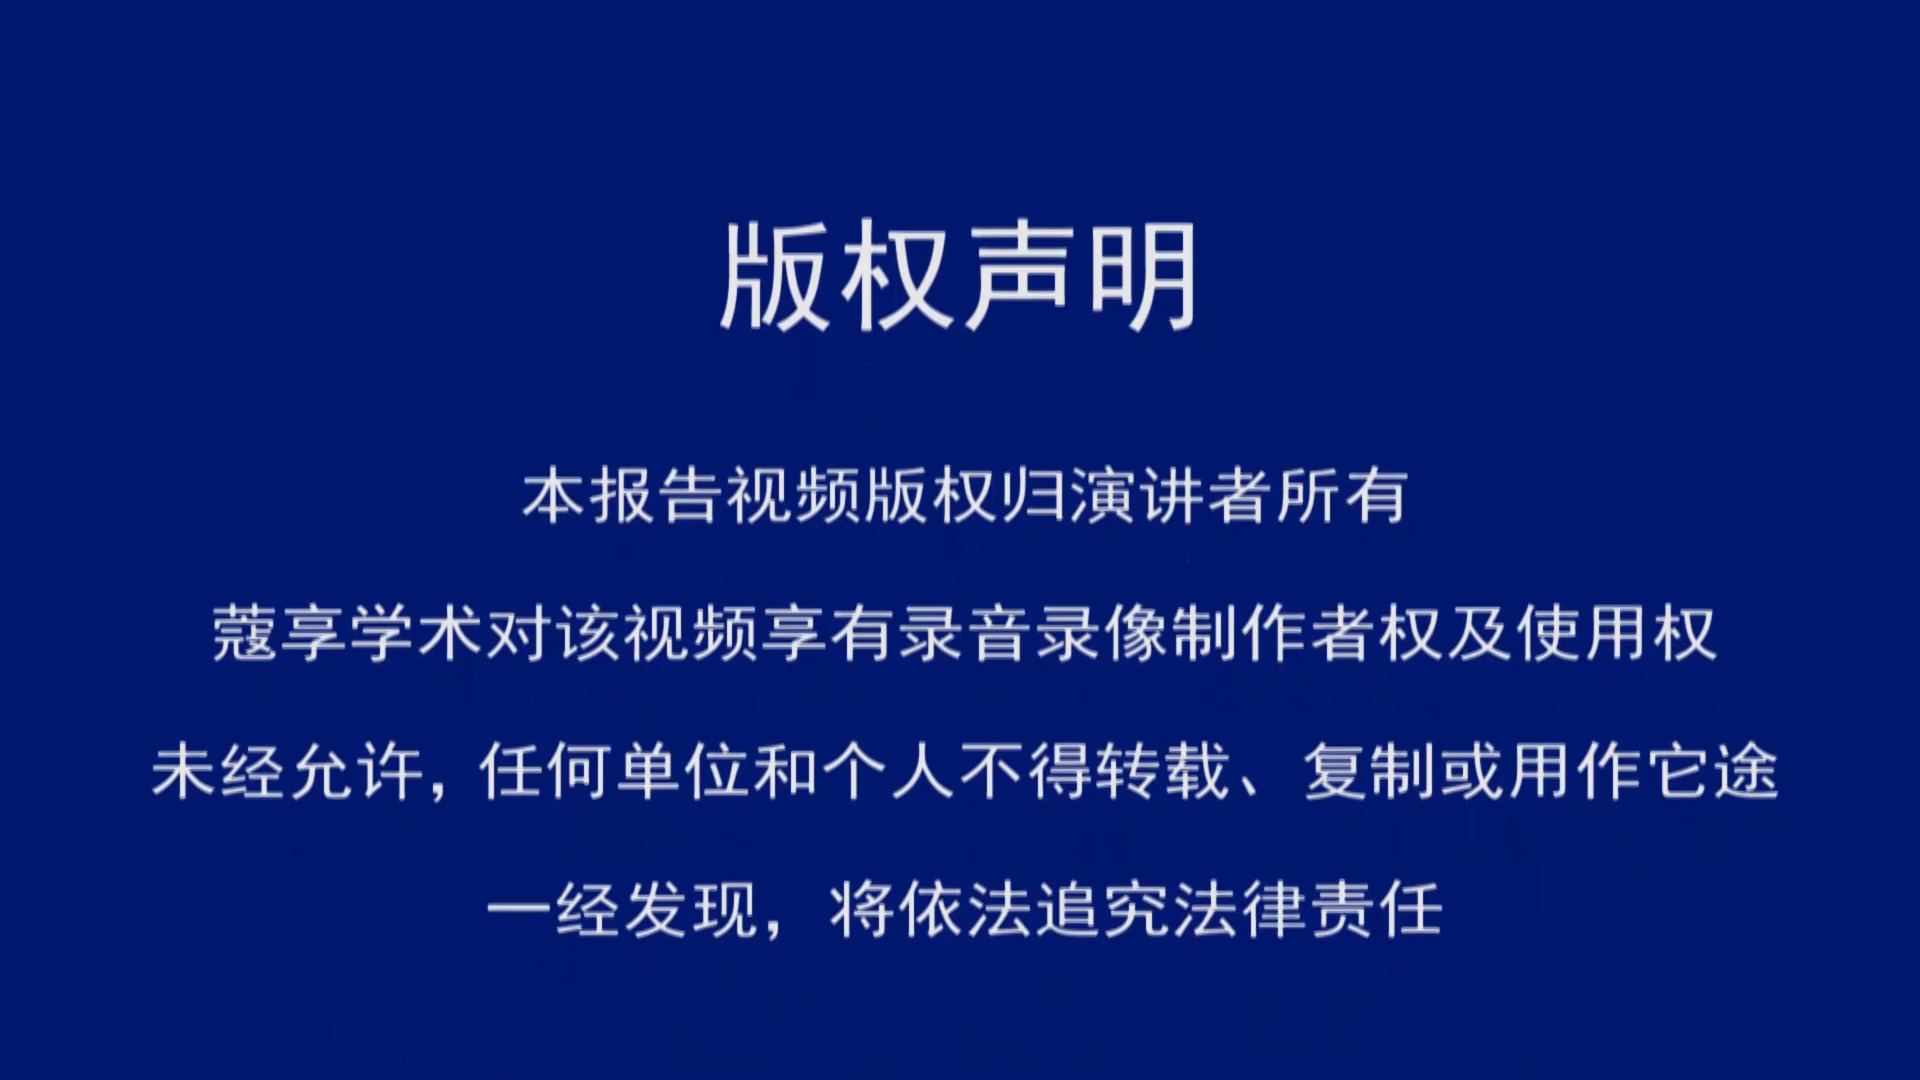 版权声明
本报告视频版权归演讲者所有
蔻享学术对该视频享有录音录像制作者权及使用权
未经允许，任何单位和个人不得转载、复制或用作它途
一经发现，将依法追究法律责任